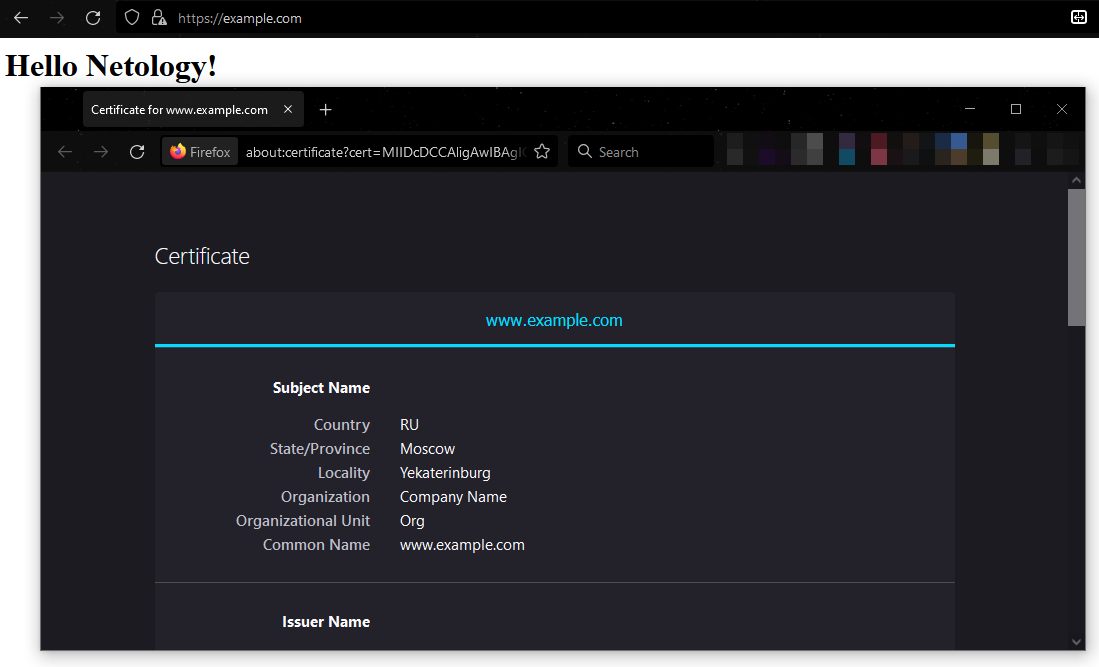 https://example.com
Hello Netology!
Certificate for www.example.com
Firefox about:certificate?cert=MIIDcDCCAligAwIBAgI Search
Certificate
www.example.com
Subject Name
Country RU
State/Province Moscow
Locality Yekaterinburg
Organization Company Name
Organizational Unit Org
Common Name www.example.com
Issuer Name